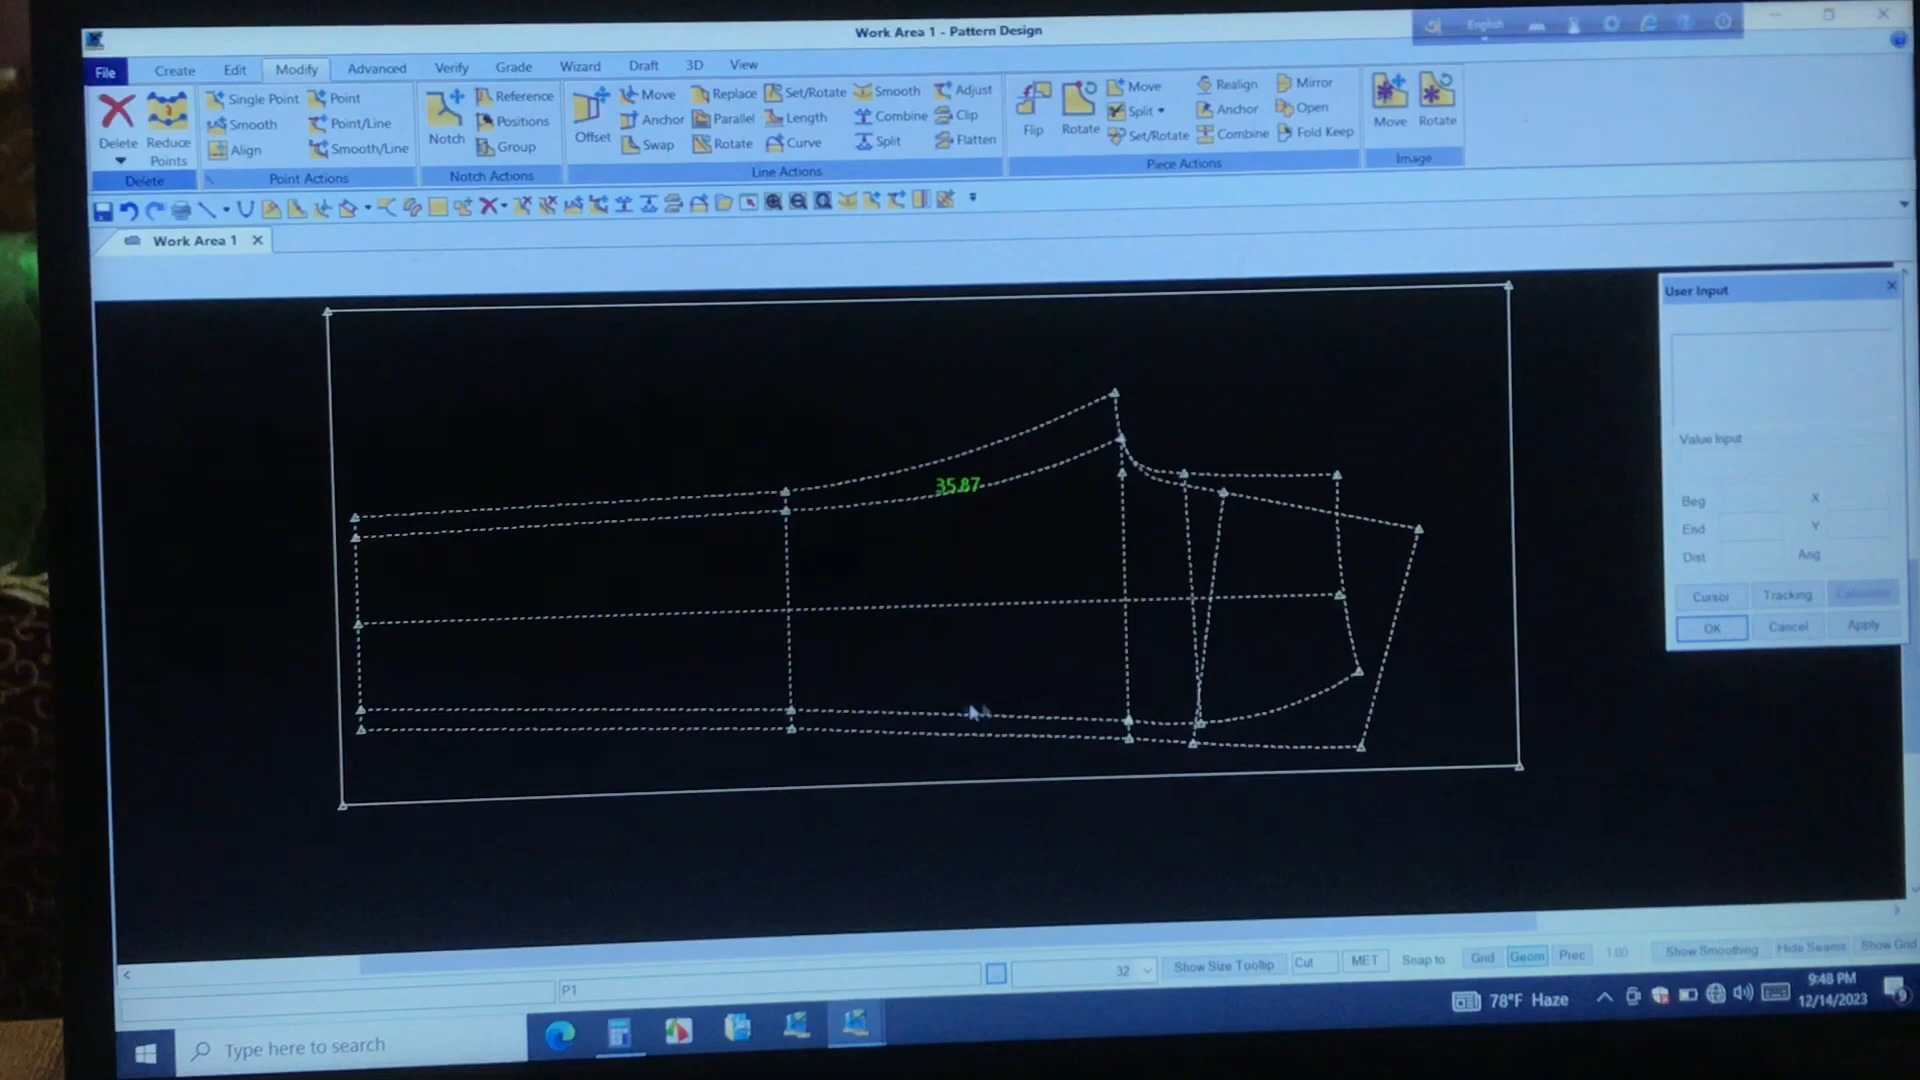 Work Area 1 - Pattern Design
English
File Create Edit Modify Advanced Verify Grade Wizard Draft 3D View
Delete Reduce Points
Single Point Point
Smooth Point/Line
Align Smooth/Line
Notch
Reference
Positions
Group
Offset
Move Replace Set/Rotate Smooth Adjust
Anchor Parallel Length Combine Clip
Swap Rotate Curve Split Flatten
Flip Rotate
Move Realign Mirror
Split Anchor Open
Set/Rotate Combine Fold Keep
Move Rotate
Delete Point Actions Notch Actions Line Actions Piece Actions Image
Work Area 1
User Input
35.87
Value Input
Beg X
End Y
Dist Ang
Cursor Tracking
OK Cancel Apply
32 Show Size Tooltip Cut MET Snap to Grid Geom Prec 1.00 Show Smoothing Hide Seams Show Grid
P1
Type here to search
78°F Haze
9:48 PM
12/14/2023
9